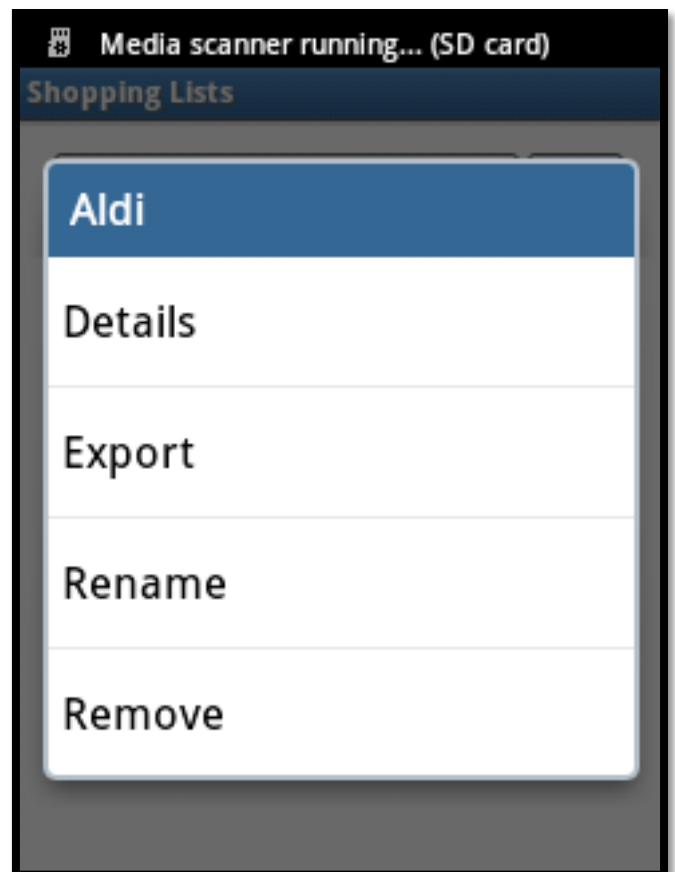 Media scanner running... (SD card)
Shopping Lists
Aldi
Details
Export
Rename
Remove